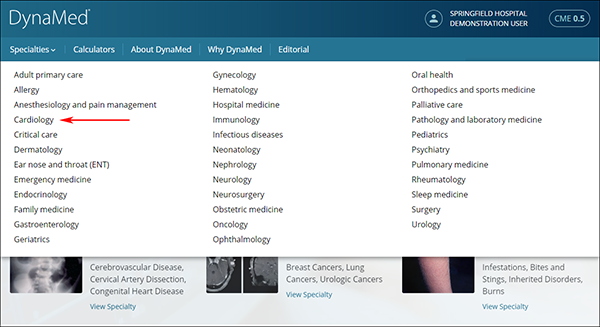 DynaMed
SPRINGFIELD HOSPITAL
DEMONSTRATION USER
CME 0.5
Specialties
Calculators
About DynaMed
Why DynaMed
Editorial
Adult primary care
Allergy
Anesthesiology and pain management
Cardiology
Critical care
Dermatology
Ear nose and throat (ENT)
Emergency medicine
Endocrinology
Family medicine
Gastroenterology
Geriatrics
Gynecology
Hematology
Hospital medicine
Immunology
Infectious diseases
Neonatology
Nephrology
Neurology
Neurosurgery
Obstetric medicine
Oncology
Ophthalmology
Oral health
Orthopedics and sports medicine
Palliative care
Pathology and laboratory medicine
Pediatrics
Psychiatry
Pulmonary medicine
Rheumatology
Sleep medicine
Surgery
Urology
Cerebrovascular Disease,
Cervical Artery Dissection,
Congenital Heart Disease
View Specialty
Breast Cancers, Lung
Cancers, Urologic Cancers
View Specialty
Infestations, Bites and
Stings, Inherited Disorders,
Burns
View Specialty